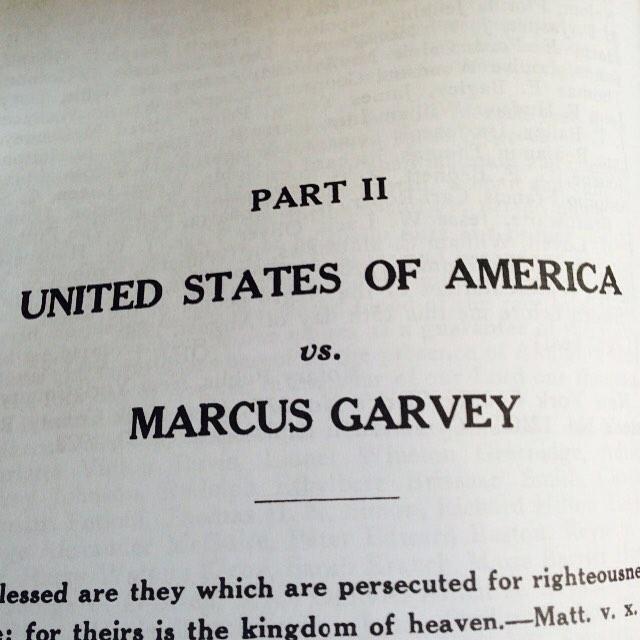 PART II
UNITED STATES OF AMERICA
vs.
MARCUS GARVEY
lessed are they which are persecuted for righteousne
e; for theirs is the kingdom of heaven.—Matt. v. x.